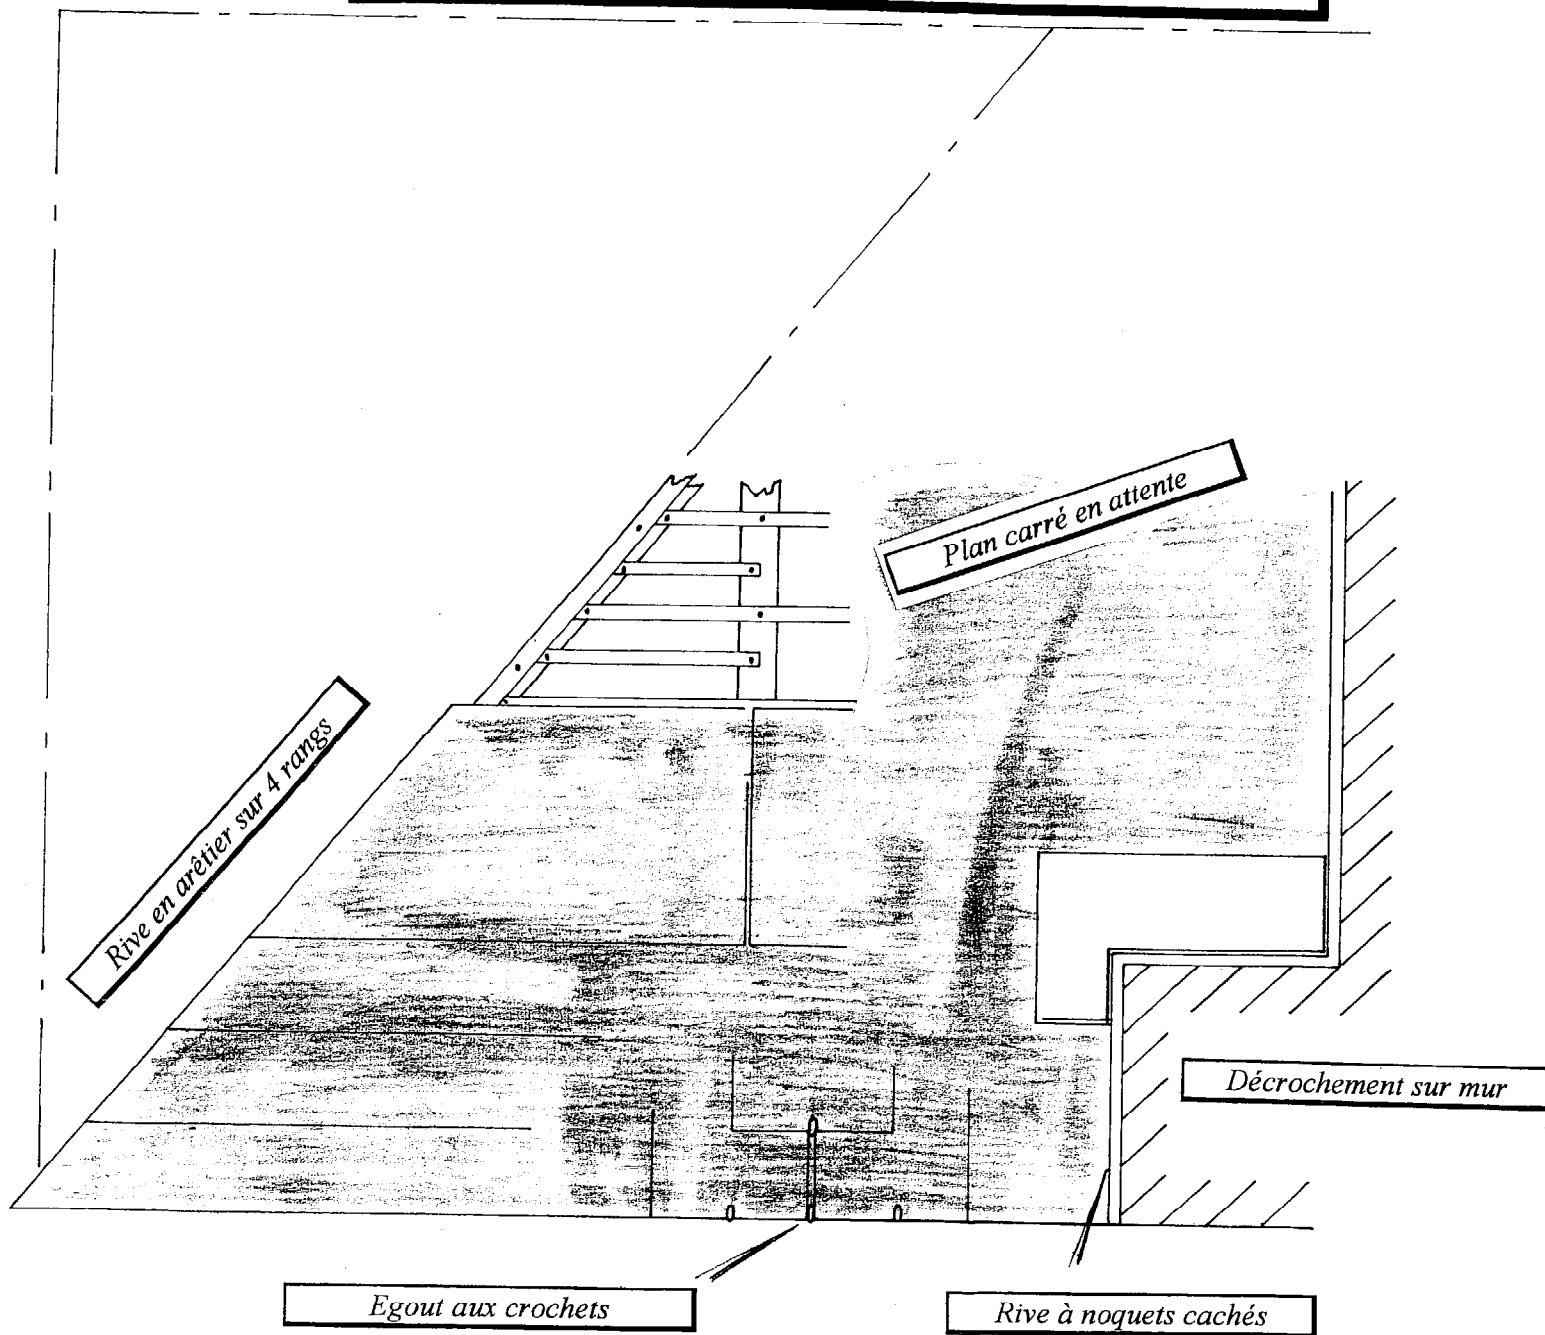 Plan carré en attente
Rive en arêtier sur 4 rangs
Décrochement sur mur
Egout aux crochets
Rive à noquets cachés